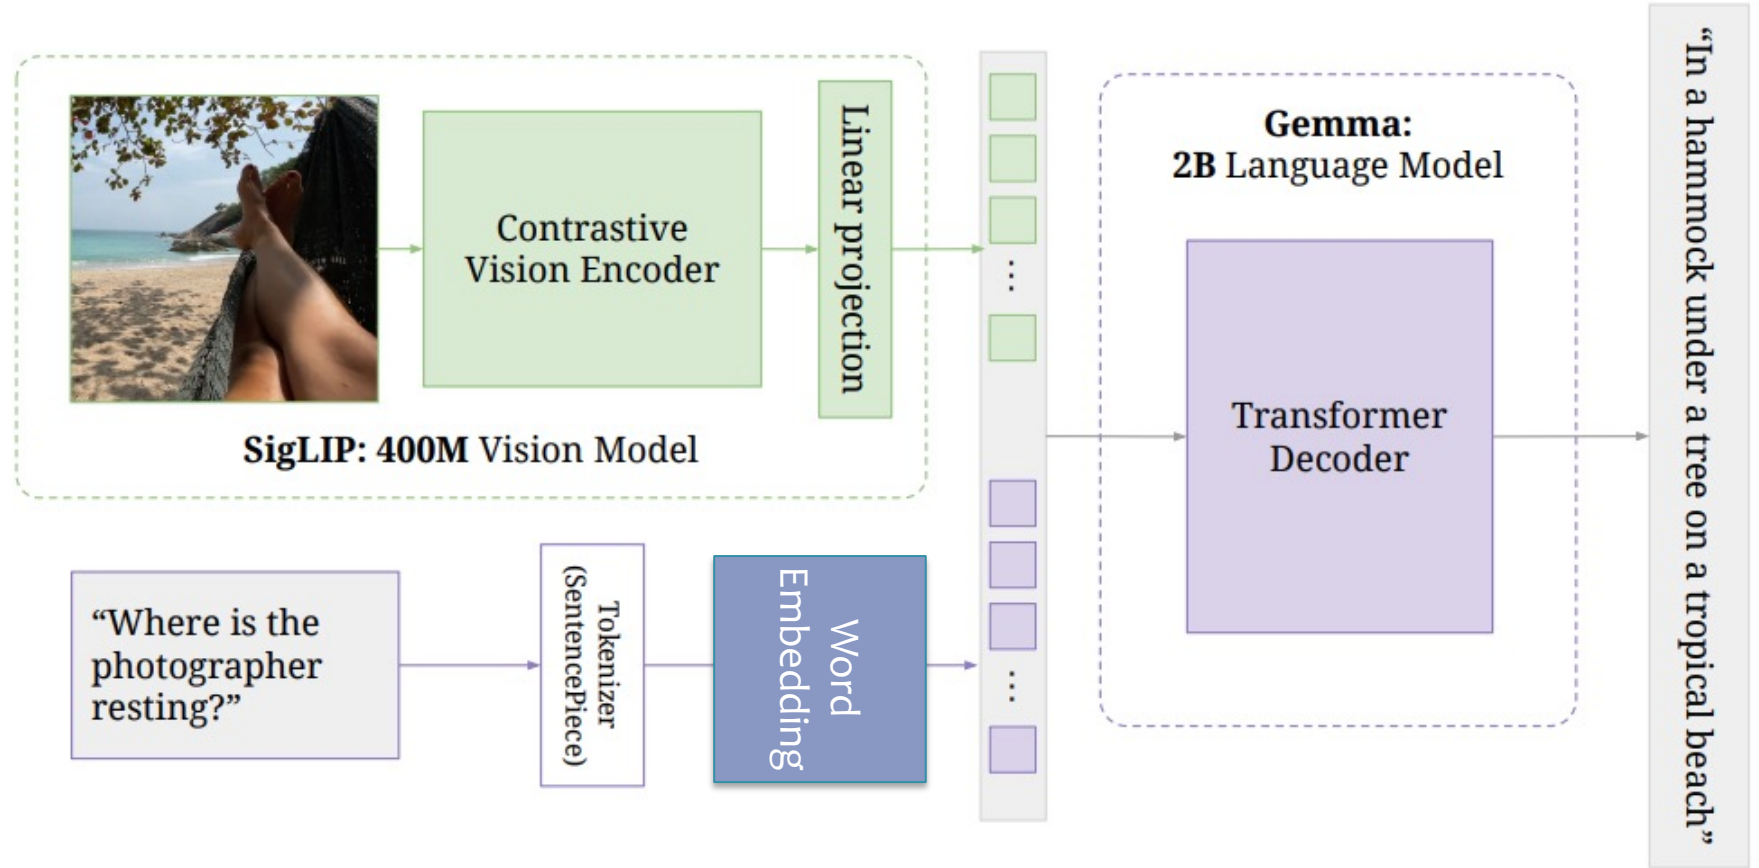 Contrastive
Vision Encoder
Linear projection
SigLIP: 400M Vision Model
“Where is the
photographer
resting?”
Tokenizer
(SentencePiece)
Word
Embedding
...
...
Gemma:
2B Language Model
Transformer
Decoder
“In a hammock under a tree on a tropical beach”